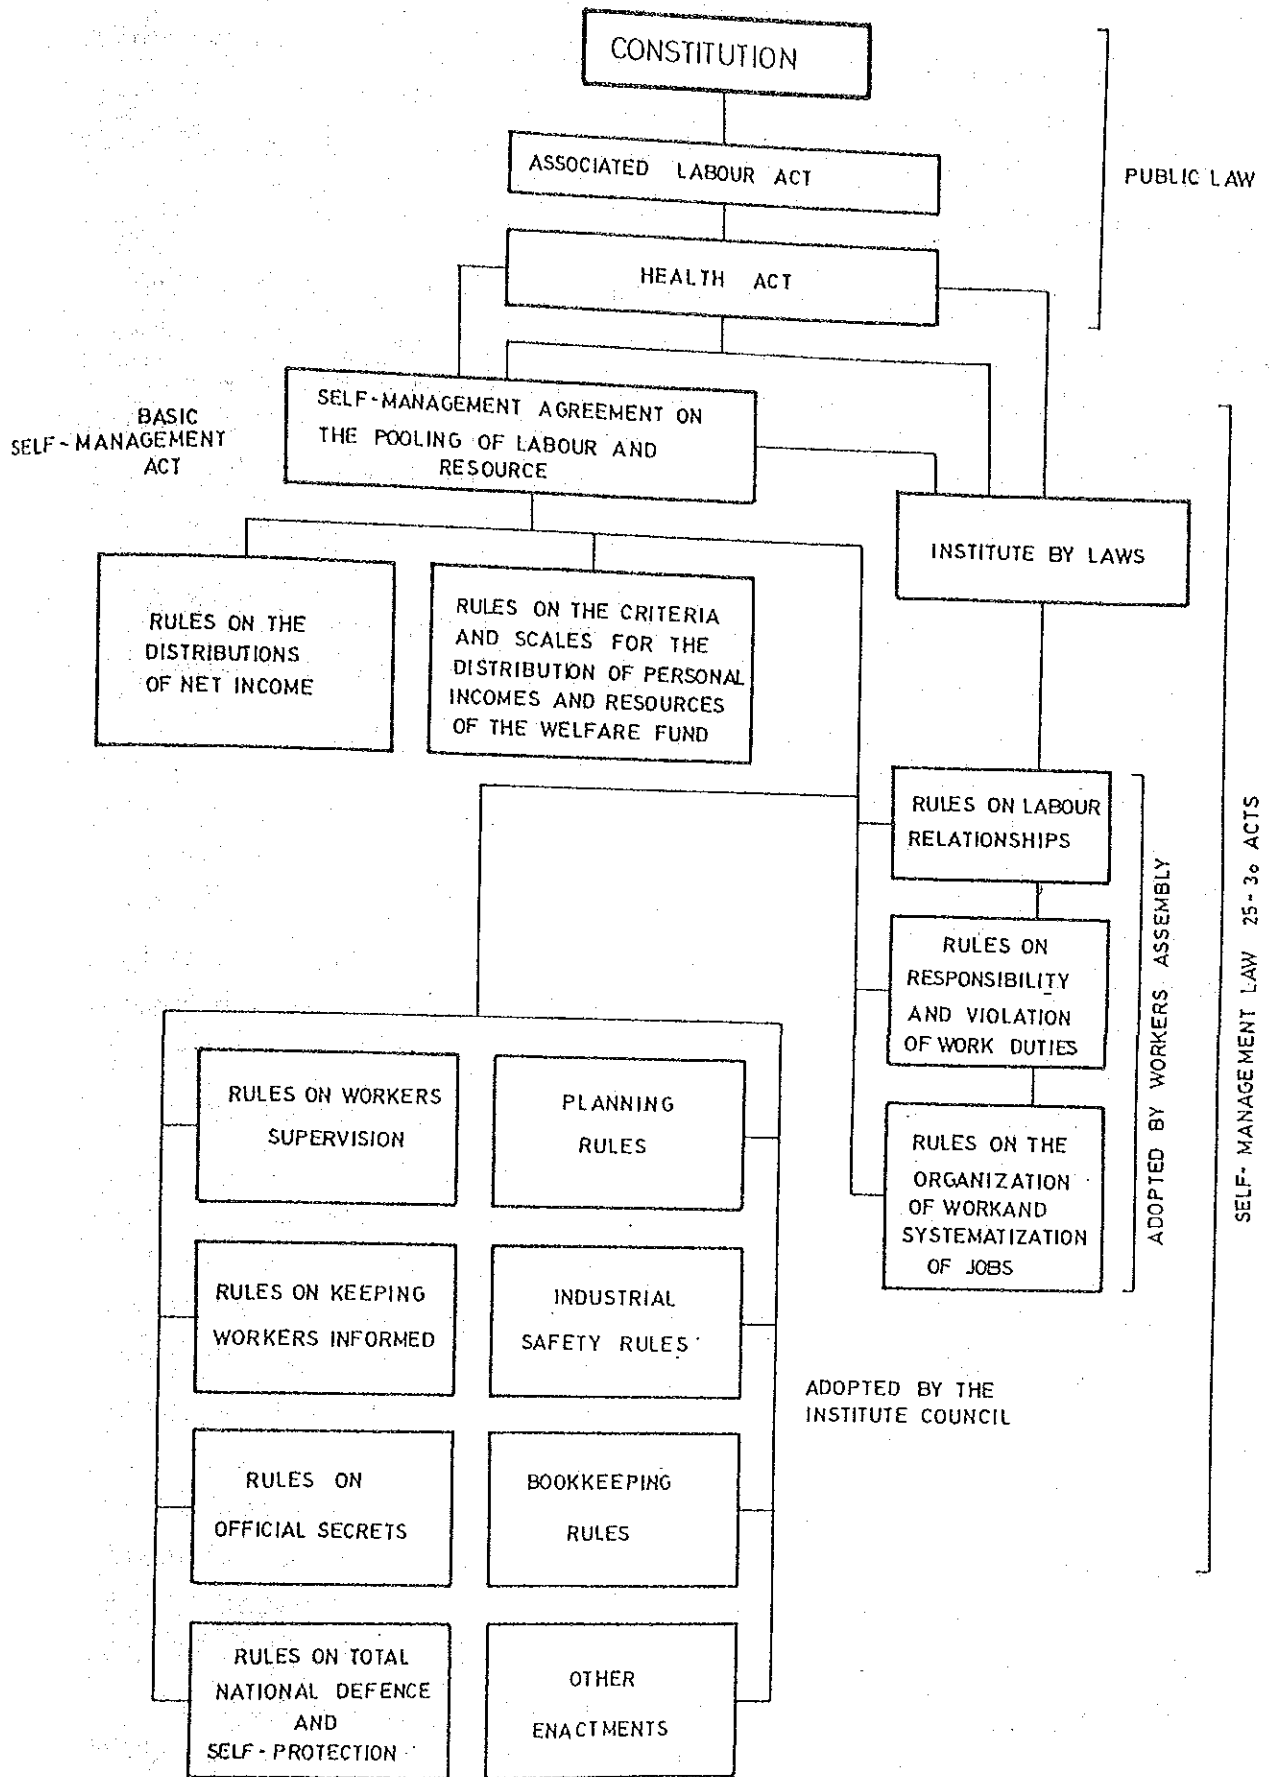 CONSTITUTION
ASSOCIATED LABOUR ACT
PUBLIC LAW
HEALTH ACT
BASIC
SELF-MANAGEMENT
ACT
SELF-MANAGEMENT AGREEMENT ON
THE POOLING OF LABOUR AND
RESOURCE
INSTITUTE BY LAWS
RULES ON THE
DISTRIBUTIONS
OF NET INCOME
RULES ON THE CRITERIA
AND SCALES FOR THE
DISTRIBUTION OF PERSONAL
INCOMES AND RESOURCES
OF THE WELFARE FUND
RULES ON LABOUR
RELATIONSHIPS
RULES ON
RESPONSIBILITY
AND VIOLATION
OF WORK DUTIES
RULES ON THE
ORGANIZATION
OF WORKAND
SYSTEMATIZATION
OF JOBS
ADOPTED BY WORKERS ASSEMBLY
SELF-MANAGEMENT LAW 25-3o ACTS
RULES ON WORKERS
SUPERVISION
PLANNING
RULES
RULES ON KEEPING
WORKERS INFORMED
INDUSTRIAL
SAFETY RULES
ADOPTED BY THE
INSTITUTE COUNCIL
RULES ON
OFFICIAL SECRETS
BOOKKEEPING
RULES
RULES ON TOTAL
NATIONAL DEFENCE
AND
SELF-PROTECTION
OTHER
ENACTMENTS